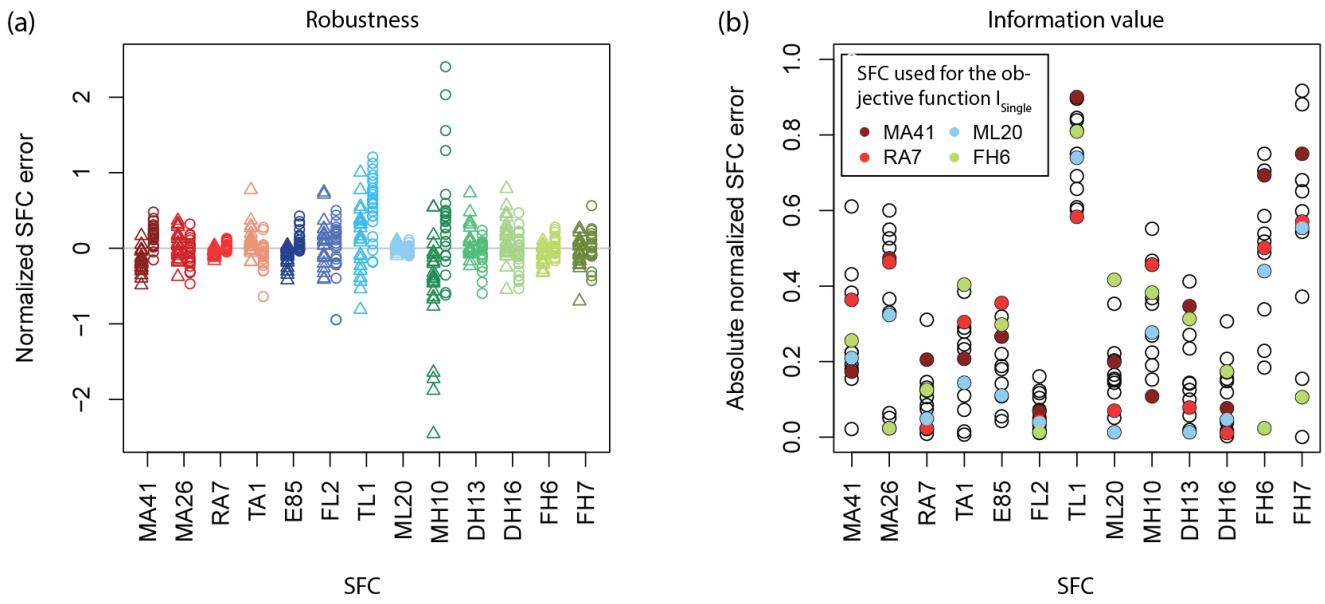 (a)
Robustness
Normalized SFC error
2
1
0
−1
−2
MA41
MA26
RA7
TA1
E85
FL2
TL1
ML20
MH10
DH13
DH16
FH6
FH7
SFC
(b)
Information value
Absolute normalized SFC error
1.0
0.8
0.6
0.4
0.2
0.0
SFC used for the ob-
jective function I Single
MA41 ML20
RA7 FH6
MA41
MA26
RA7
TA1
E85
FL2
TL1
ML20
MH10
DH13
DH16
FH6
FH7
SFC